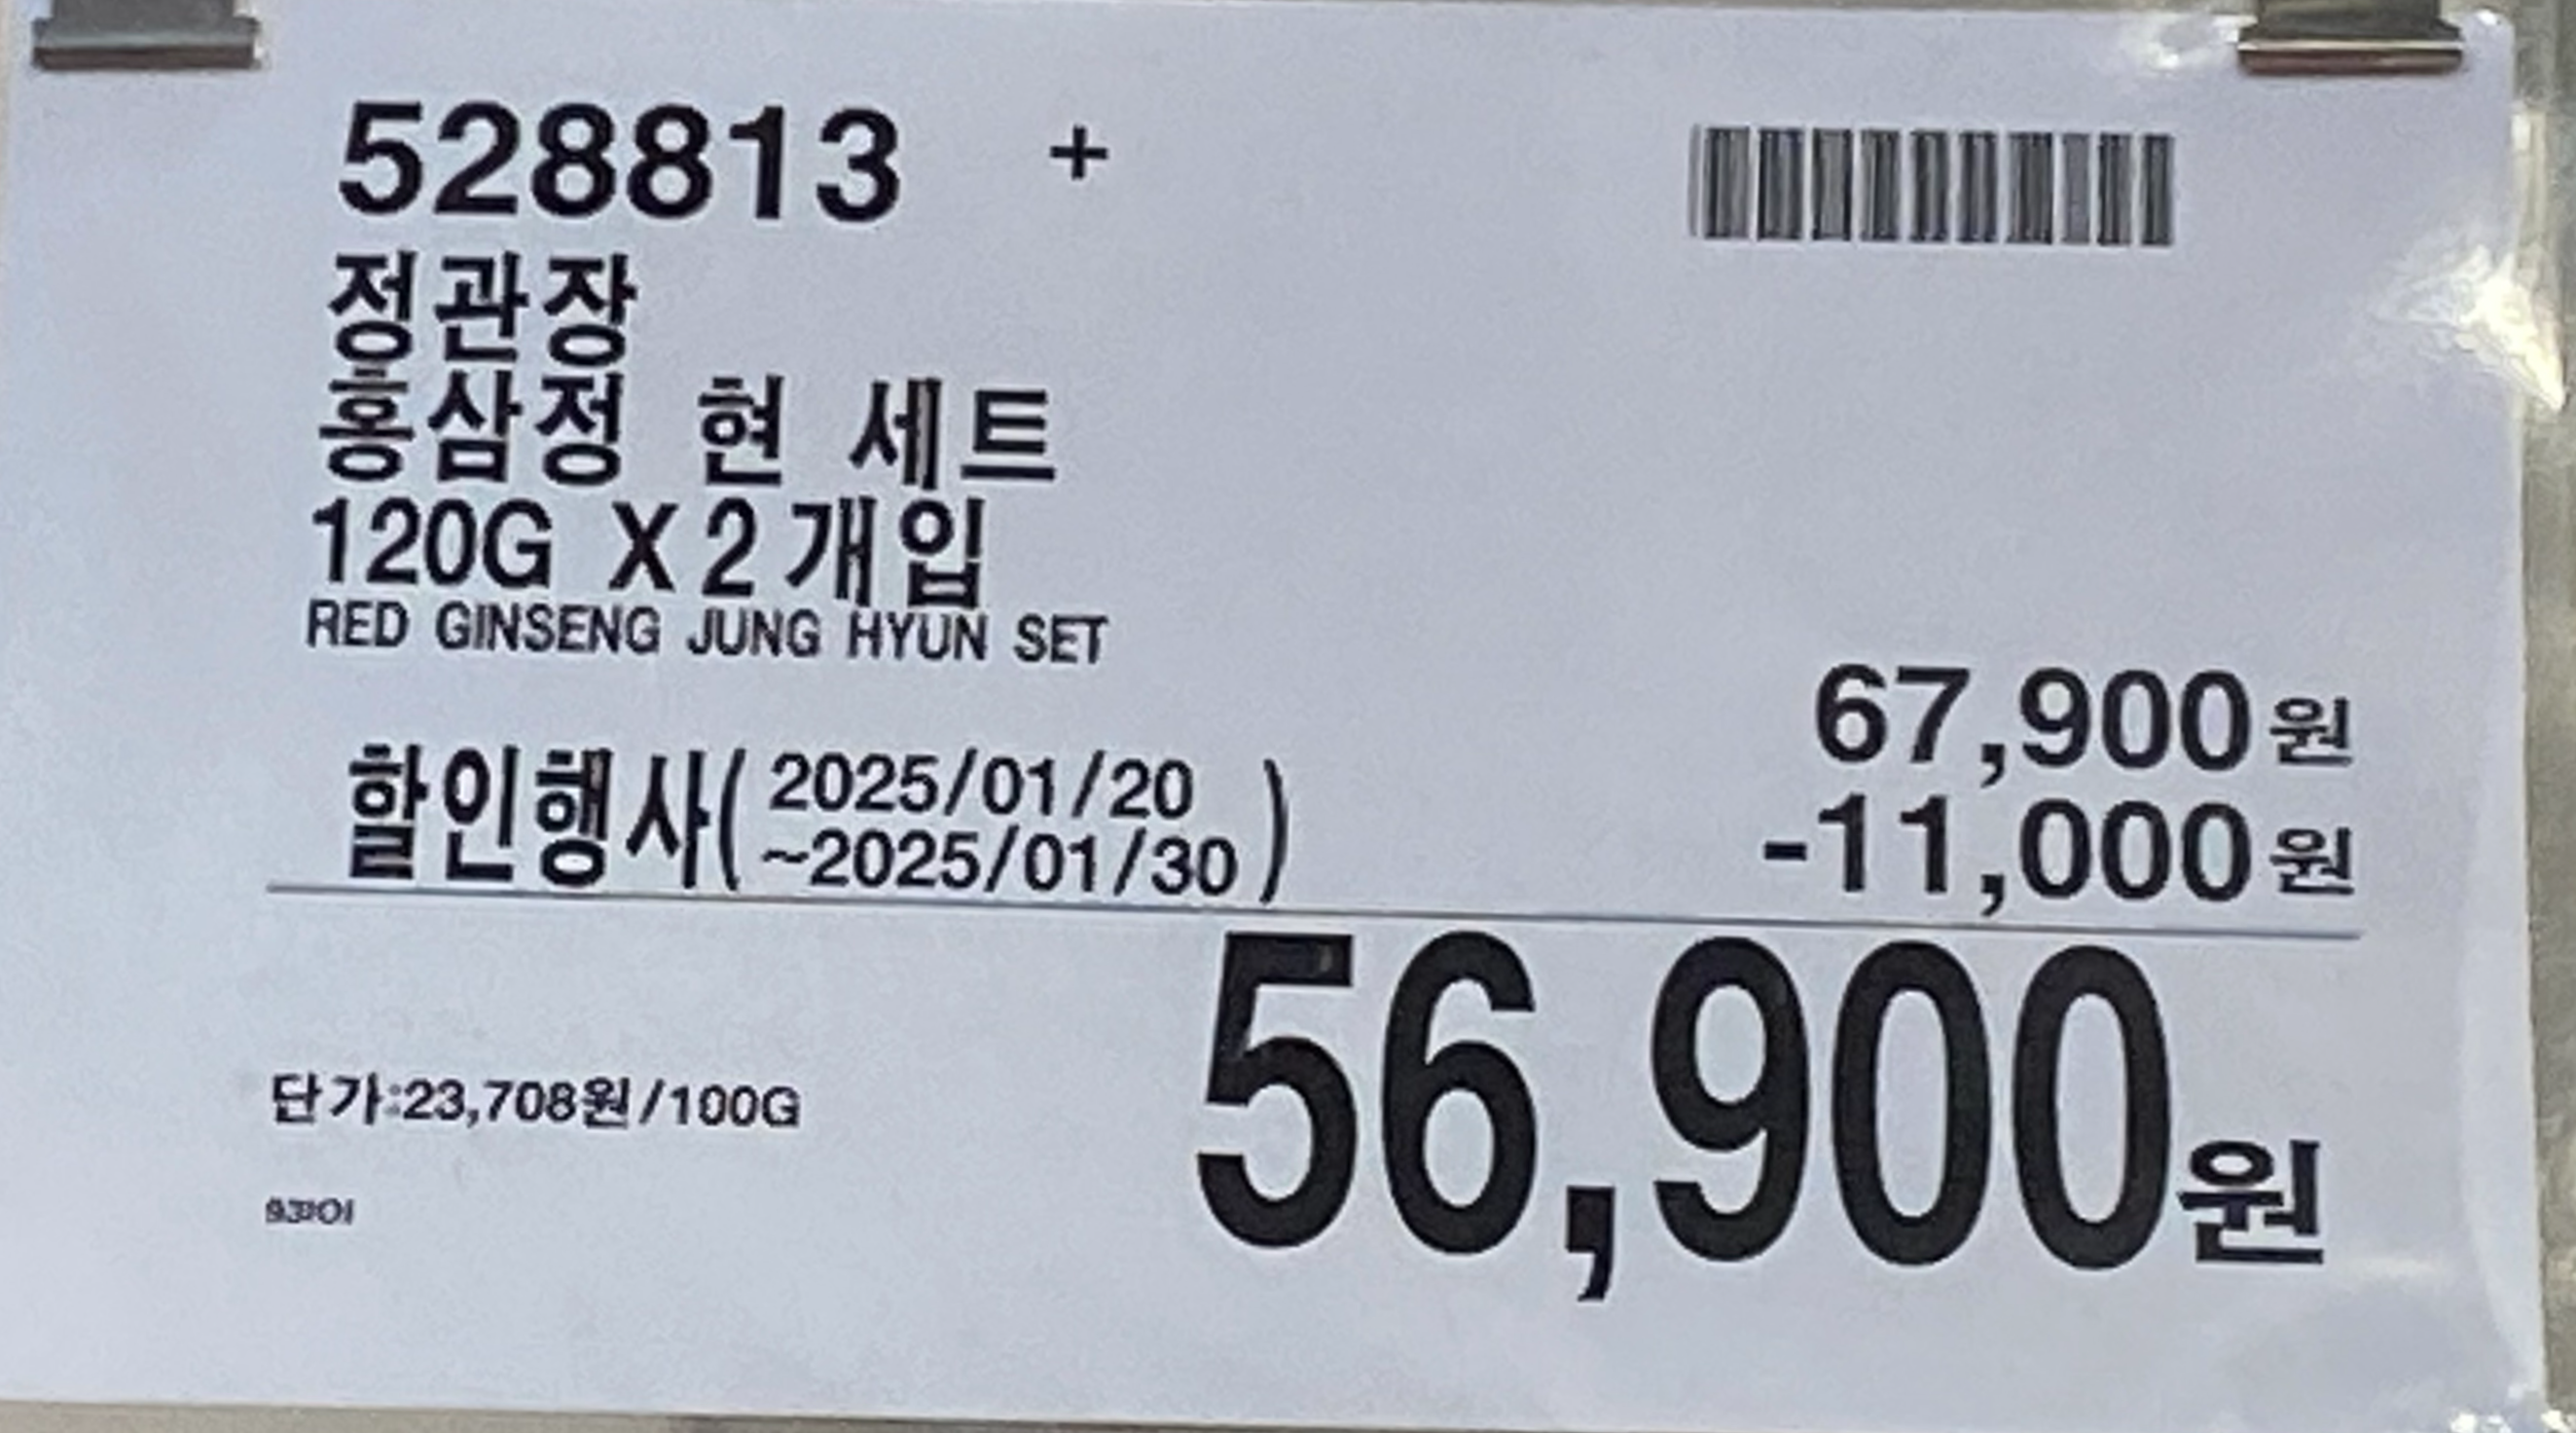 528813 +
정관장
홍삼정 현 세트
120G X 2개입
RED GINSENG JUNG HYUN SET
67,900원
할인행사(2025/01/20
~2025/01/30)
-11,000원
56,900원
단가:23,708원/100G